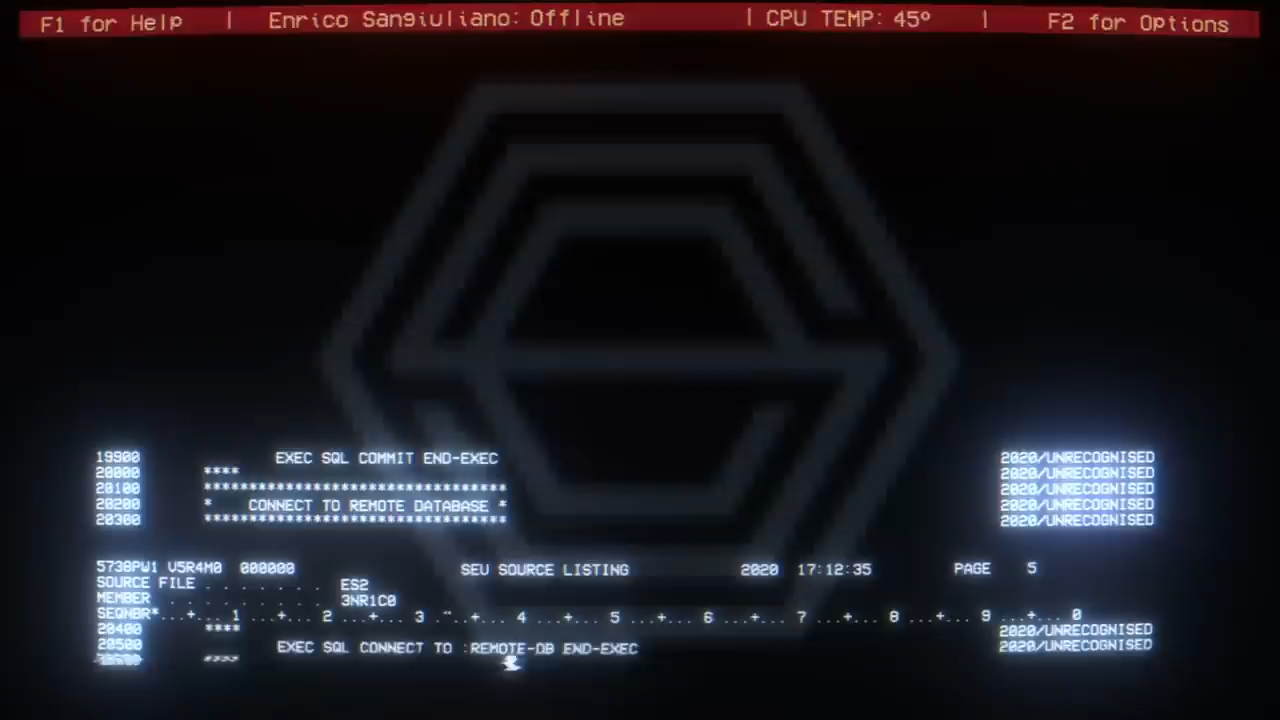 F1 for Help | Enrico Sangiuliano: Offline | CPU TEMP: 45° | F2 for Options
19900 EXEC SQL COMMIT END-EXEC 2020/UNRECOGNISED
20000 **** 2020/UNRECOGNISED
20100 ********************************* 2020/UNRECOGNISED
20200 * CONNECT TO REMOTE DATABASE * 2020/UNRECOGNISED
20300 ********************************* 2020/UNRECOGNISED
5738PW1 V5R4M0 000000 SEU SOURCE LISTING 2020 17:12:35 PAGE 5
SOURCE FILE . . . . . . . ES2
MEMBER . . . . . . . . . 3NR1C0
SEQNBR*...+... 1 ...+... 2 ...+... 3 ...+... 4 ...+... 5 ...+... 6 ...+... 7 ...+... 8 ...+... 9 ...+... 0
20400 **** 2020/UNRECOGNISED
20500 EXEC SQL CONNECT TO :REMOTE-DB END-EXEC 2020/UNRECOGNISED
****